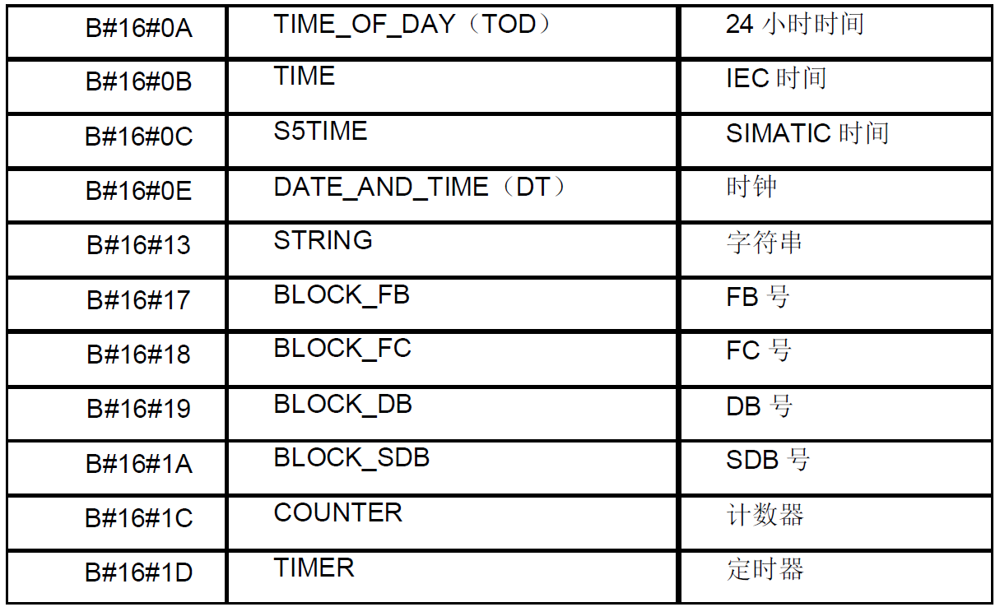 B#16#0A TIME_OF_DAY（TOD） 24 小时时间
B#16#0B TIME IEC 时间
B#16#0C S5TIME SIMATIC 时间
B#16#0E DATE_AND_TIME（DT） 时钟
B#16#13 STRING 字符串
B#16#17 BLOCK_FB FB 号
B#16#18 BLOCK_FC FC 号
B#16#19 BLOCK_DB DB 号
B#16#1A BLOCK_SDB SDB 号
B#16#1C COUNTER 计数器
B#16#1D TIMER 定时器